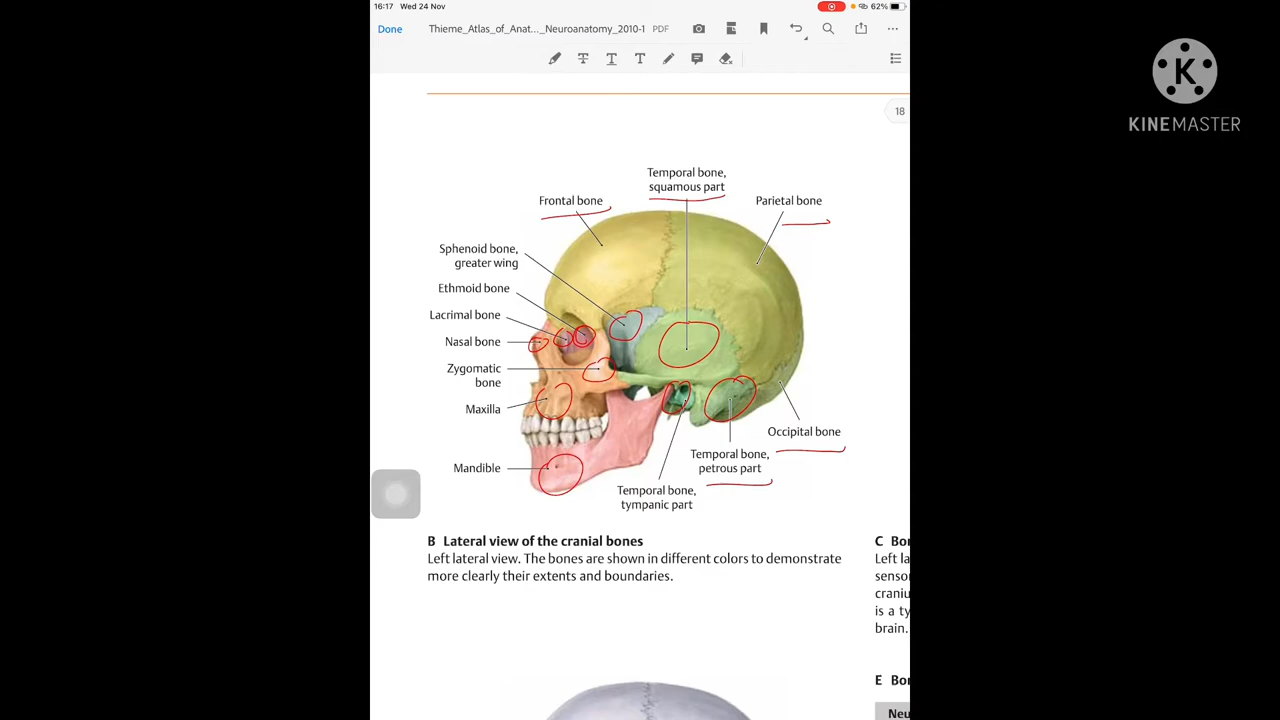 16:17 Wed 24 Nov
62%
Done
Thieme_Atlas_of_Anat..._Neuroanatomy_2010-1 PDF
18
K
KINEMASTER
Temporal bone,
squamous part
Frontal bone
Parietal bone
Sphenoid bone,
greater wing
Ethmoid bone
Lacrimal bone
Nasal bone
Zygomatic
bone
Maxilla
Occipital bone
Temporal bone,
petrous part
Mandible
Temporal bone,
tympanic part
B Lateral view of the cranial bones
Left lateral view. The bones are shown in different colors to demonstrate
more clearly their extents and boundaries.
C Bor
Left la
sensor
craniu
is a ty
brain.
E Bor
Neu